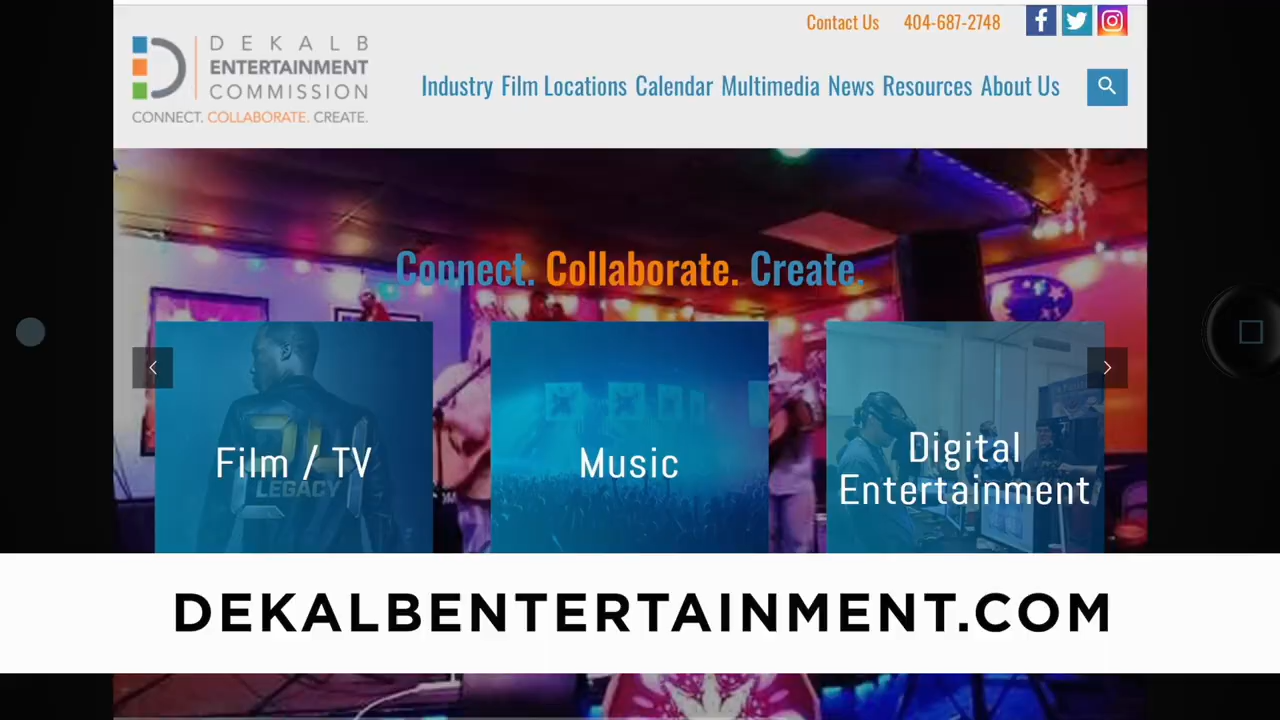 Contact Us 404-687-2748
DEKALB
ENTERTAINMENT
COMMISSION
CONNECT. COLLABORATE. CREATE.
Industry Film Locations Calendar Multimedia News Resources About Us
Connect. Collaborate. Create.
Film / TV
LEGACY
Music
Digital
Entertainment
DEKALBENTERTAINMENT.COM